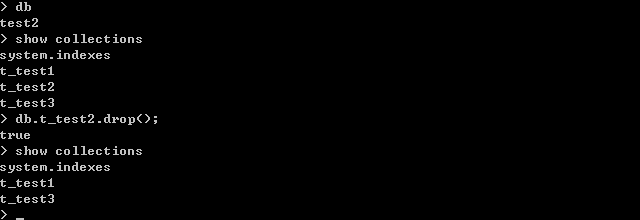 > db
test2
> show collections
system.indexes
t_test1
t_test2
t_test3
> db.t_test2.drop();
true
> show collections
system.indexes
t_test1
t_test3
> _